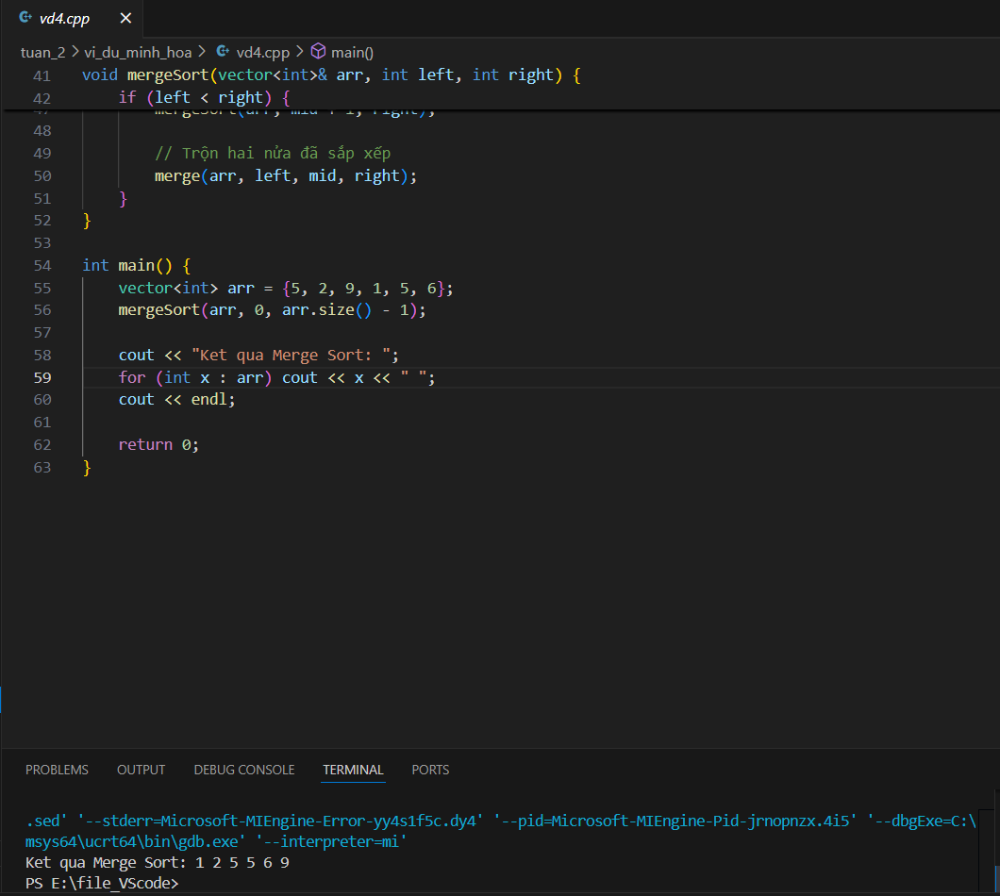 vd4.cpp
tuan_2 > vi_du_minh_hoa > vd4.cpp > main()
41 void mergeSort(vector<int>& arr, int left, int right) {
42 if (left < right) {
47 mergeSort(arr, mid + 1, right);
48
49 // Trộn hai nửa đã sắp xếp
50 merge(arr, left, mid, right);
51 }
52 }
53
54 int main() {
55 vector<int> arr = {5, 2, 9, 1, 5, 6};
56 mergeSort(arr, 0, arr.size() - 1);
57
58 cout << "Ket qua Merge Sort: ";
59 for (int x : arr) cout << x << " ";
60 cout << endl;
61
62 return 0;
63 }
PROBLEMS OUTPUT DEBUG CONSOLE TERMINAL PORTS
.sed' '--stderr=Microsoft-MIEngine-Error-yy4s1f5c.dy4' '--pid=Microsoft-MIEngine-Pid-jrnopnzx.4i5' '--dbgExe=C:\
msys64\ucrt64\bin\gdb.exe' '--interpreter=mi'
Ket qua Merge Sort: 1 2 5 5 6 9
PS E:\file_VScode>